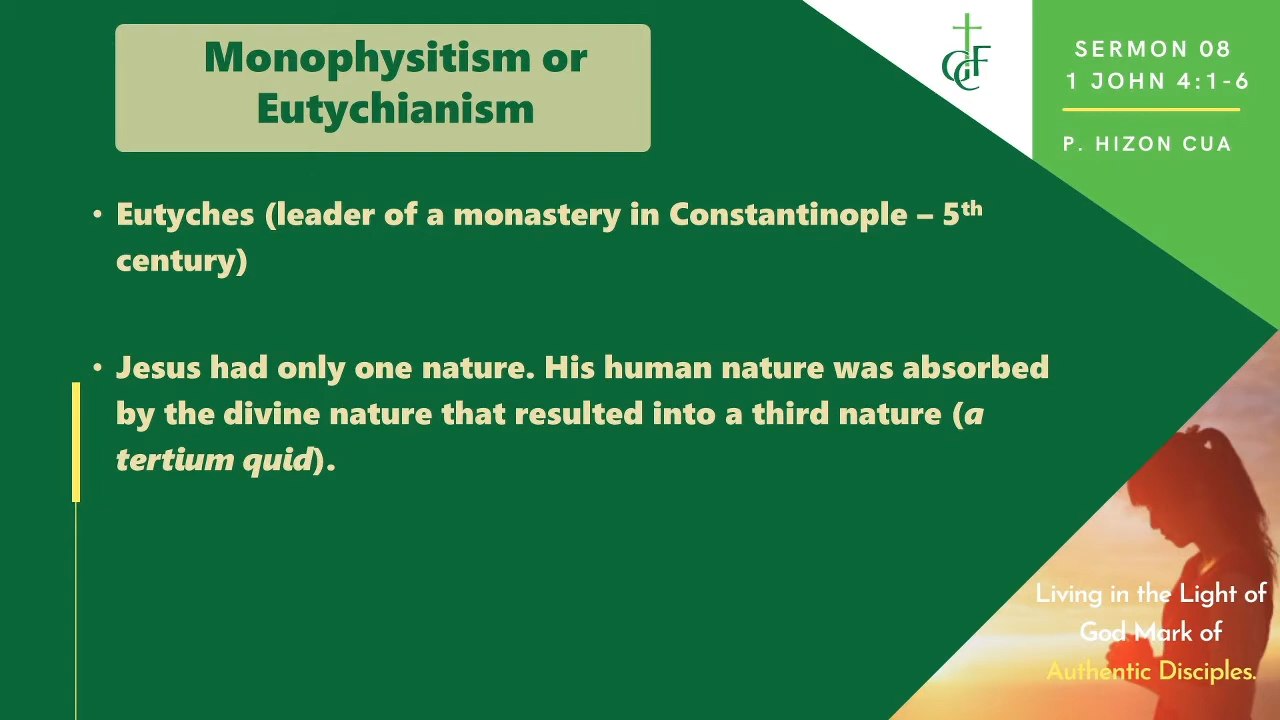 Monophysitism or
Eutychianism
• Eutyches (leader of a monastery in Constantinople – 5th
century)
• Jesus had only one nature. His human nature was absorbed
by the divine nature that resulted into a third nature (a
tertium quid).
GCF
SERMON 08
1 JOHN 4:1-6
P. HIZON CUA
Living in the Light of
God Mark of
Authentic Disciples.